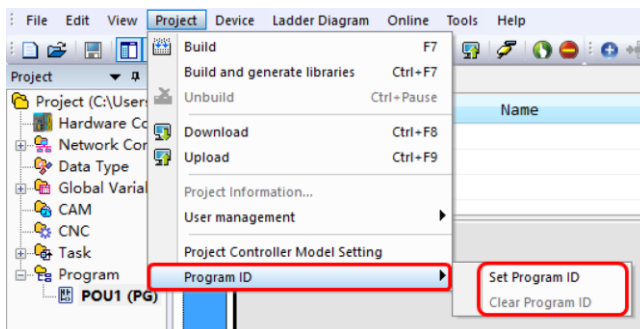 File Edit View Project Device Ladder Diagram Online Tools Help
Project
Project (C:\User
Hardware Co
Network Cor
Data Type
Global Varial
CAM
CNC
Task
Program
POU1 (PG)
Build F7
Build and generate libraries Ctrl+F7
Unbuild Ctrl+Pause
Download Ctrl+F8
Upload Ctrl+F9
Project Information...
User management
Project Controller Model Setting
Program ID
Name
Set Program ID
Clear Program ID